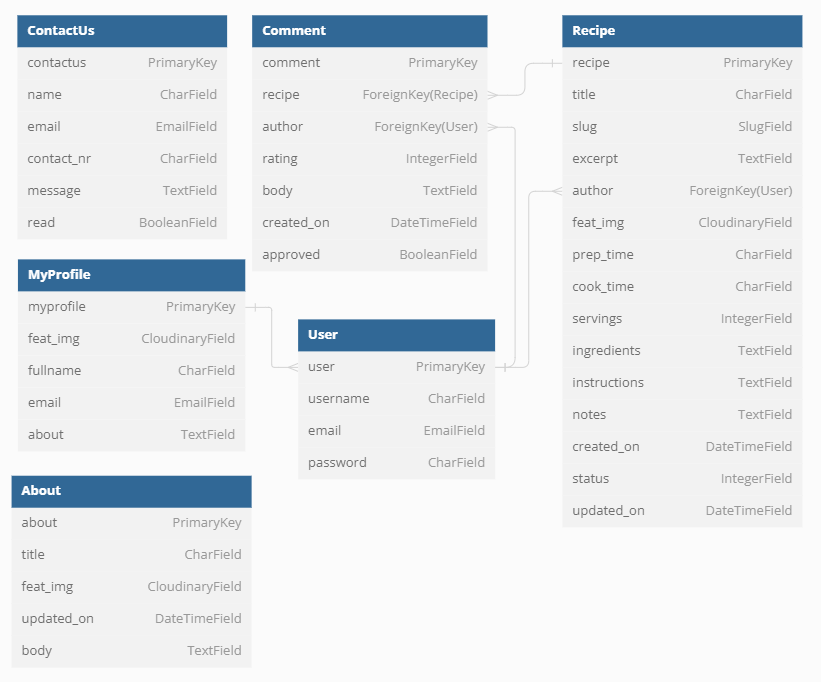 ContactUs
contactus PrimaryKey
name CharField
email EmailField
contact_nr CharField
message TextField
read BooleanField
Comment
comment PrimaryKey
recipe ForeignKey(Recipe)
author ForeignKey(User)
rating IntegerField
body TextField
created_on DateTimeField
approved BooleanField
Recipe
recipe PrimaryKey
title CharField
slug SlugField
excerpt TextField
author ForeignKey(User)
feat_img CloudinaryField
prep_time CharField
cook_time CharField
servings IntegerField
ingredients TextField
instructions TextField
notes TextField
created_on DateTimeField
status IntegerField
updated_on DateTimeField
MyProfile
myprofile PrimaryKey
feat_img CloudinaryField
fullname CharField
email EmailField
about TextField
User
user PrimaryKey
username CharField
email EmailField
password CharField
About
about PrimaryKey
title CharField
feat_img CloudinaryField
updated_on DateTimeField
body TextField